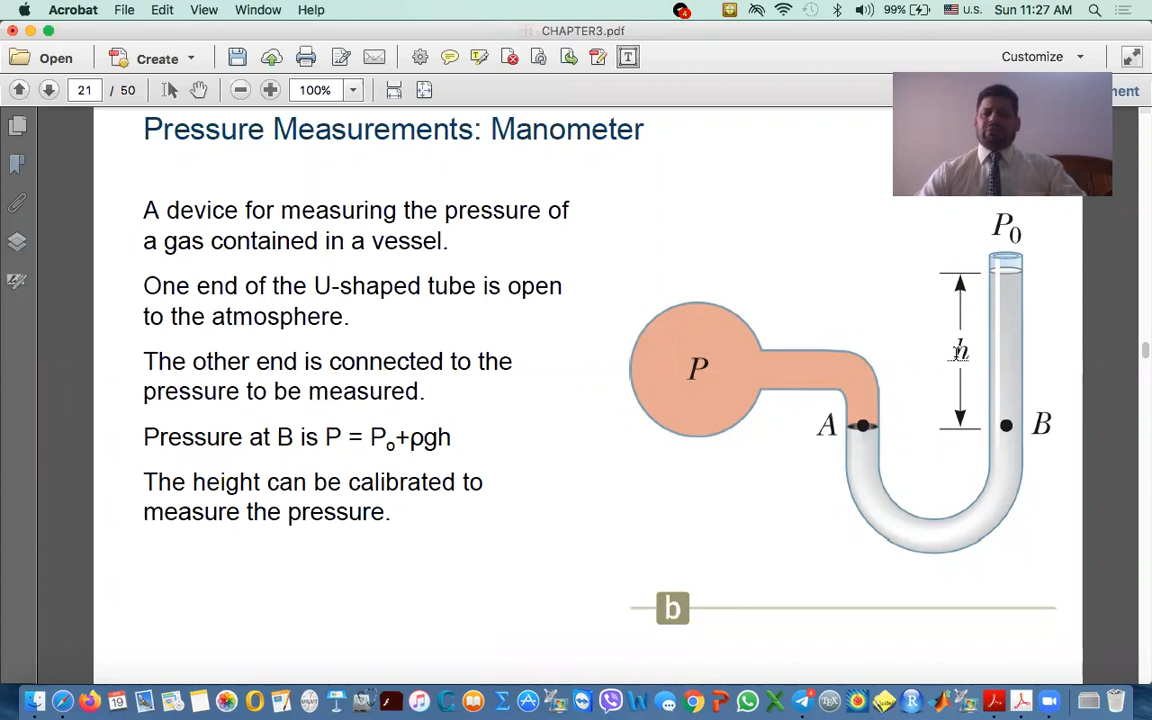 Acrobat File Edit View Window Help
4
99%
U.S.
Sun 11:27 AM
CHAPTER3.pdf
Open
Create
Customize
21 / 50
100%
ment
Pressure Measurements: Manometer
A device for measuring the pressure of
a gas contained in a vessel.
One end of the U-shaped tube is open
to the atmosphere.
The other end is connected to the
pressure to be measured.
Pressure at B is P = Pₒ+ρgh
The height can be calibrated to
measure the pressure.
P₀
h
P
A
B
b